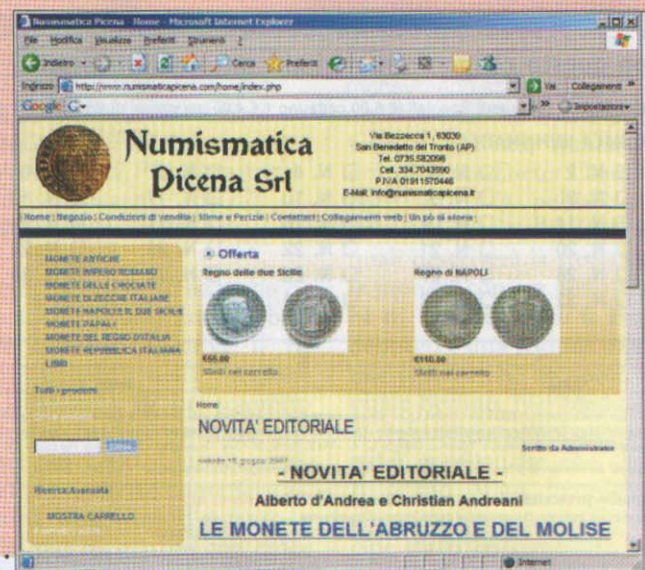 Numismatica Picena - Home - Microsoft Internet Explorer
File Modifica Visualizza Preferiti Strumenti ?
Indietro Cerca Preferiti
Indirizzo http://www.numismaticapicena.com/home/index.php Vai Collegamenti »
Google G Impostazioni
Numismatica
Picena Srl
Via Bezzecca 1, 63039
San Benedetto del Tronto (AP)
Tel. 0735.582098
Cell. 334.7043590
P.IVA 01911570446
E-Mail: info@numismaticapicena.it
Home | Negozio | Condizioni di vendita | Stime e Perizie | Contattaci | Collegamenti web | Un pò di storia
MONETE ANTICHE
MONETE IMPERO ROMANO
MONETE DELLE CROCIATE
MONETE DI ZECCHE ITALIANE
MONETE NAPOLI E R. DUE SICILIE
MONETE PAPALI
MONETE DEL REGNO D'ITALIA
MONETE REPUBBLICA ITALIANA
LIBRI
Tutti i prodotti
Ricerca Avanzata
MOSTRA CARRELLO
Offerta
Regno delle due Sicilie
€65.00
Regno di NAPOLI
€110.00
Home
NOVITA' EDITORIALE
Scritto da Administrator
giugno 2007
- NOVITA' EDITORIALE -
Alberto d'Andrea e Christian Andreani
LE MONETE DELL'ABRUZZO E DEL MOLISE
Internet